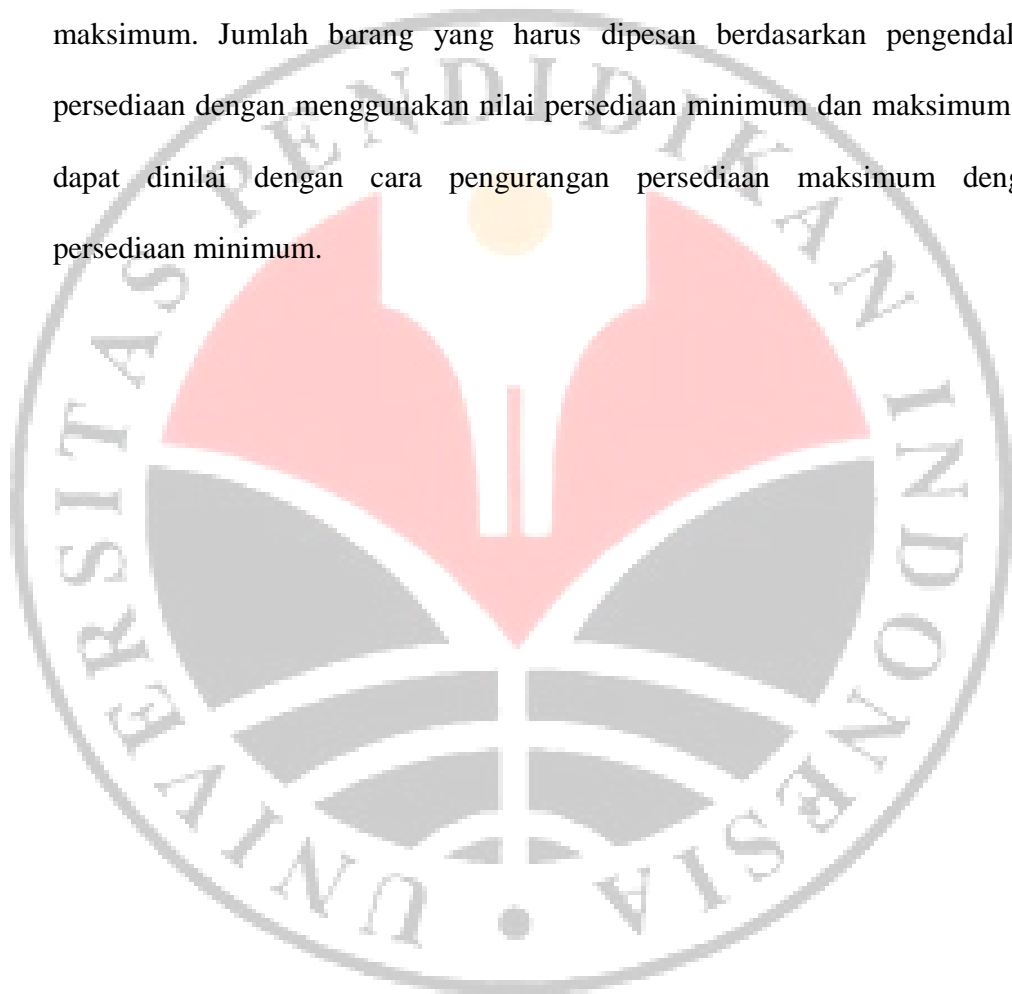 maksimum. Jumlah barang yang harus dipesan berdasarkan pengendal
persediaan dengan menggunakan nilai persediaan minimum dan maksimum
dapat dinilai dengan cara pengurangan persediaan maksimum deng
persediaan minimum.
UNIVERSITAS PENDIDIKAN INDONESIA